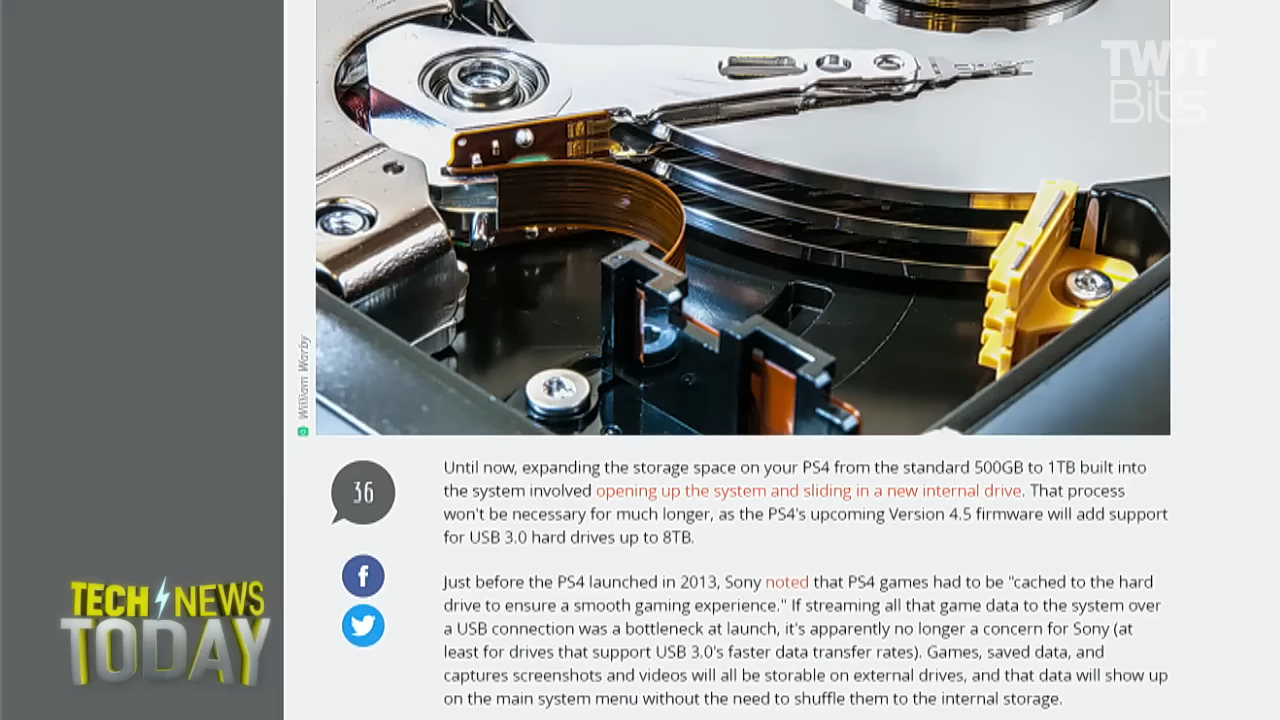 TWiT
Bits
William Warby
36
Until now, expanding the storage space on your PS4 from the standard 500GB to 1TB built into
the system involved opening up the system and sliding in a new internal drive. That process
won't be necessary for much longer, as the PS4's upcoming Version 4.5 firmware will add support
for USB 3.0 hard drives up to 8TB.
Just before the PS4 launched in 2013, Sony noted that PS4 games had to be "cached to the hard
drive to ensure a smooth gaming experience." If streaming all that game data to the system over
a USB connection was a bottleneck at launch, it's apparently no longer a concern for Sony (at
least for drives that support USB 3.0's faster data transfer rates). Games, saved data, and
captures screenshots and videos will all be storable on external drives, and that data will show up
on the main system menu without the need to shuffle them to the internal storage.
TECH NEWS
TODAY